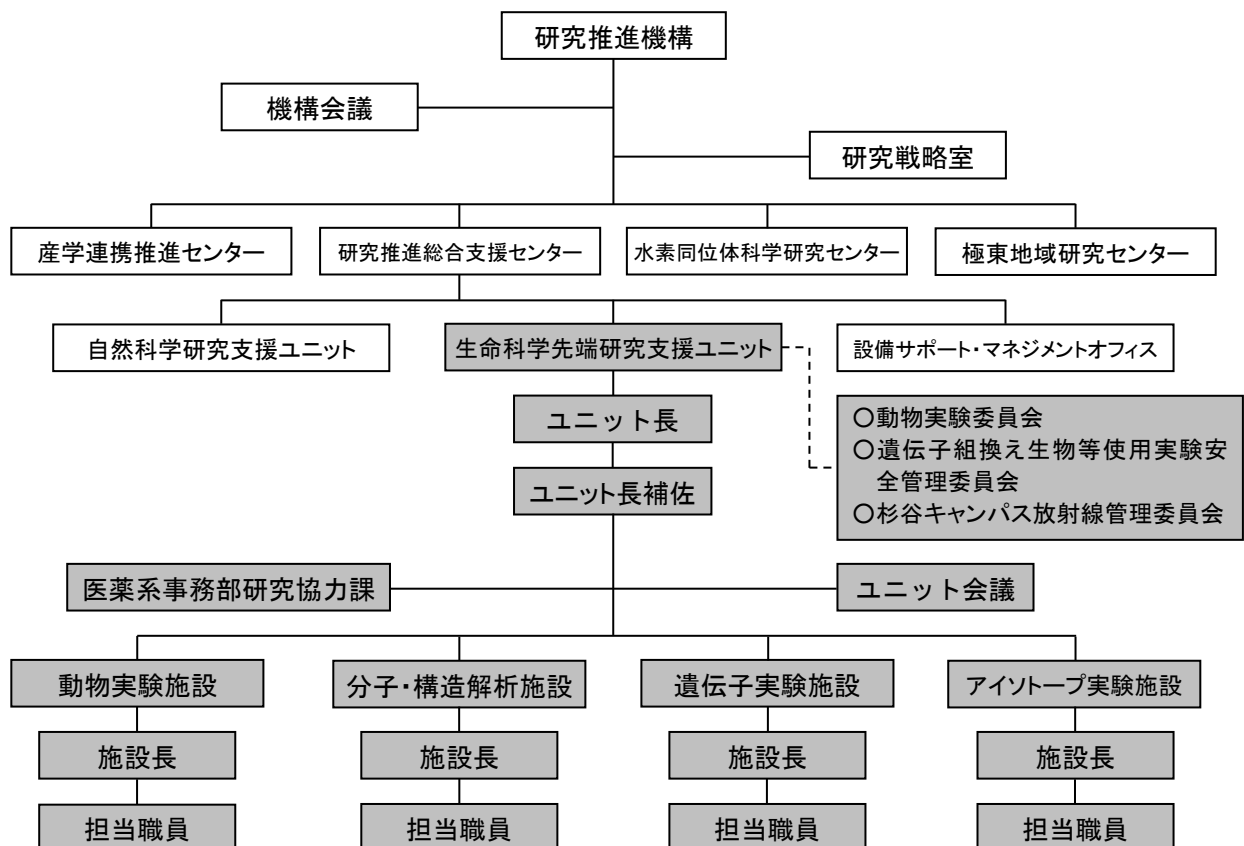 研究推進機構
機構会議
研究戦略室
産学連携推進センター
研究推進総合支援センター
水素同位体科学研究センター
極東地域研究センター
自然科学研究支援ユニット
生命科学先端研究支援ユニット
設備サポート・マネジメントオフィス
ユニット長
〇動物実験委員会
〇遺伝子組換え生物等使用実験安
全管理委員会
〇杉谷キャンパス放射線管理委員会
ユニット長補佐
医薬系事務部研究協力課
ユニット会議
動物実験施設
分子・構造解析施設
遺伝子実験施設
アイソトープ実験施設
施設長
施設長
施設長
施設長
担当職員
担当職員
担当職員
担当職員